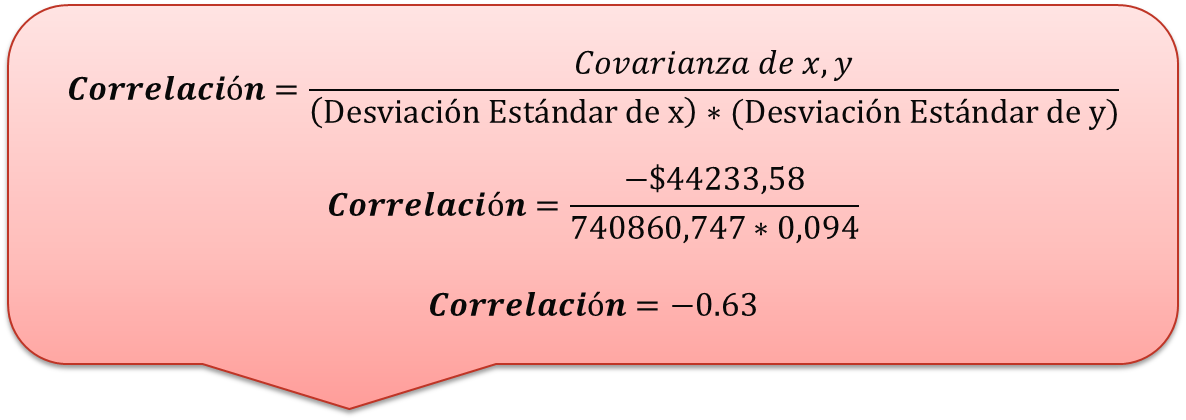 Correlación = Covarianza de x, y / (Desviación Estándar de x) ∗ (Desviación Estándar de y)
Correlación = −$44233,58 / 740860,747 ∗ 0,094
Correlación = −0.63